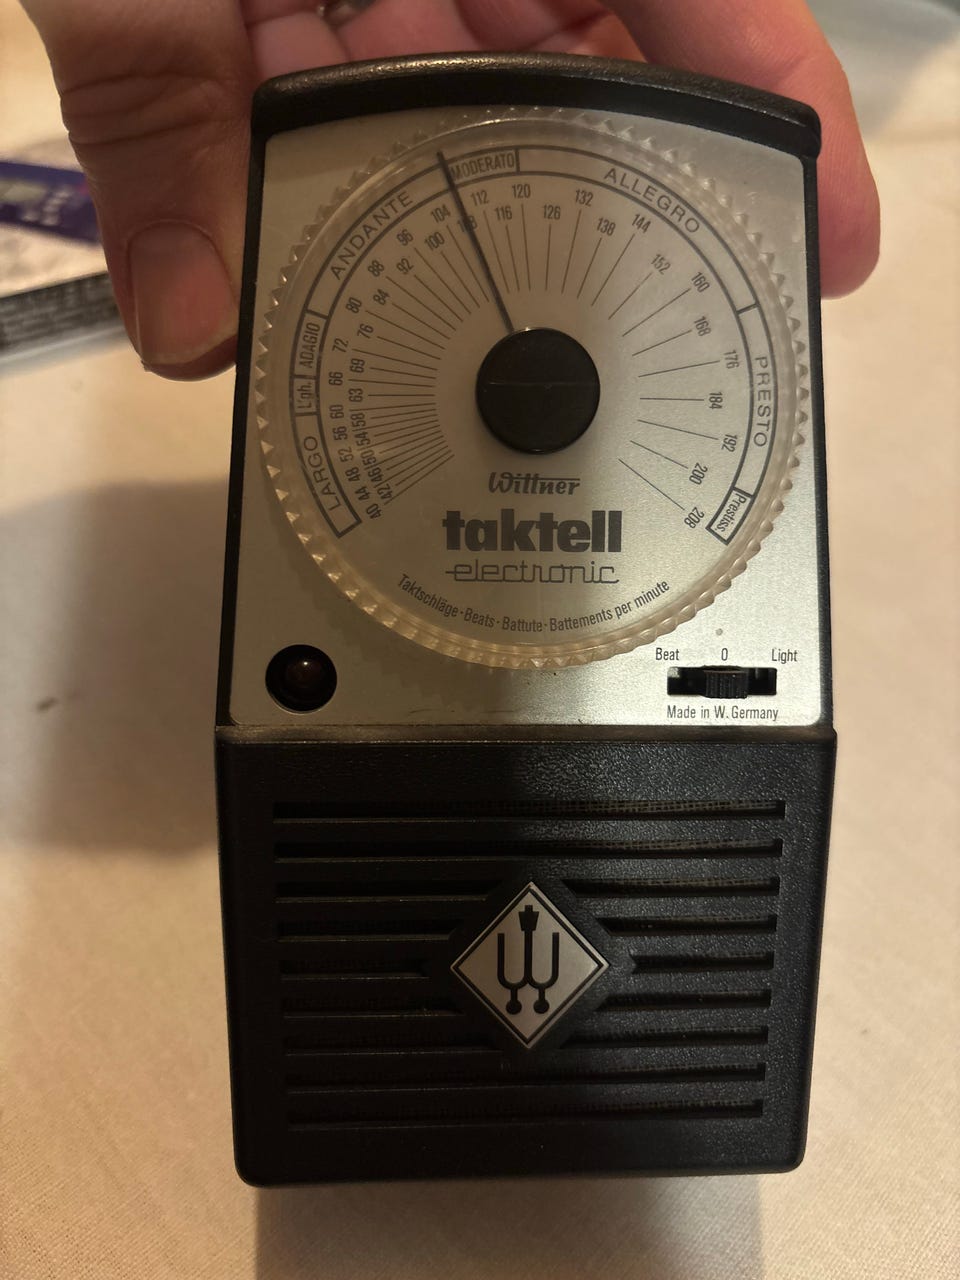 LARGO
L'gh.
ADAGIO
ANDANTE
MODERATO
ALLEGRO
PRESTO
Prestiss.
40
42
44
46
48
50
52
54
56
58
60
63
66
69
72
76
80
84
88
92
96
100
104
108
112
116
120
126
132
138
144
152
160
168
176
184
192
200
208
Wittner
taktell
electronic
Taktschläge · Beats · Battute · Battements per minute
Beat 0 Light
Made in W. Germany